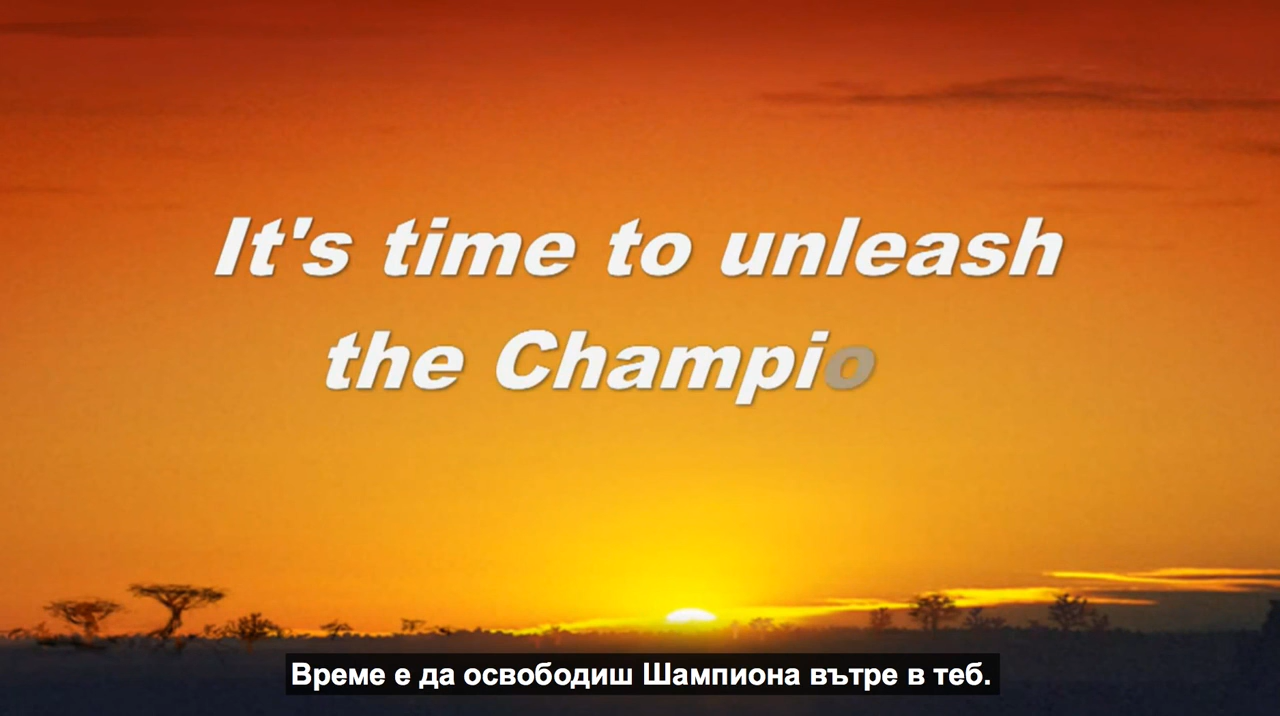 It's time to unleash
the Champio
Време е да освободиш Шампиона вътре в теб.